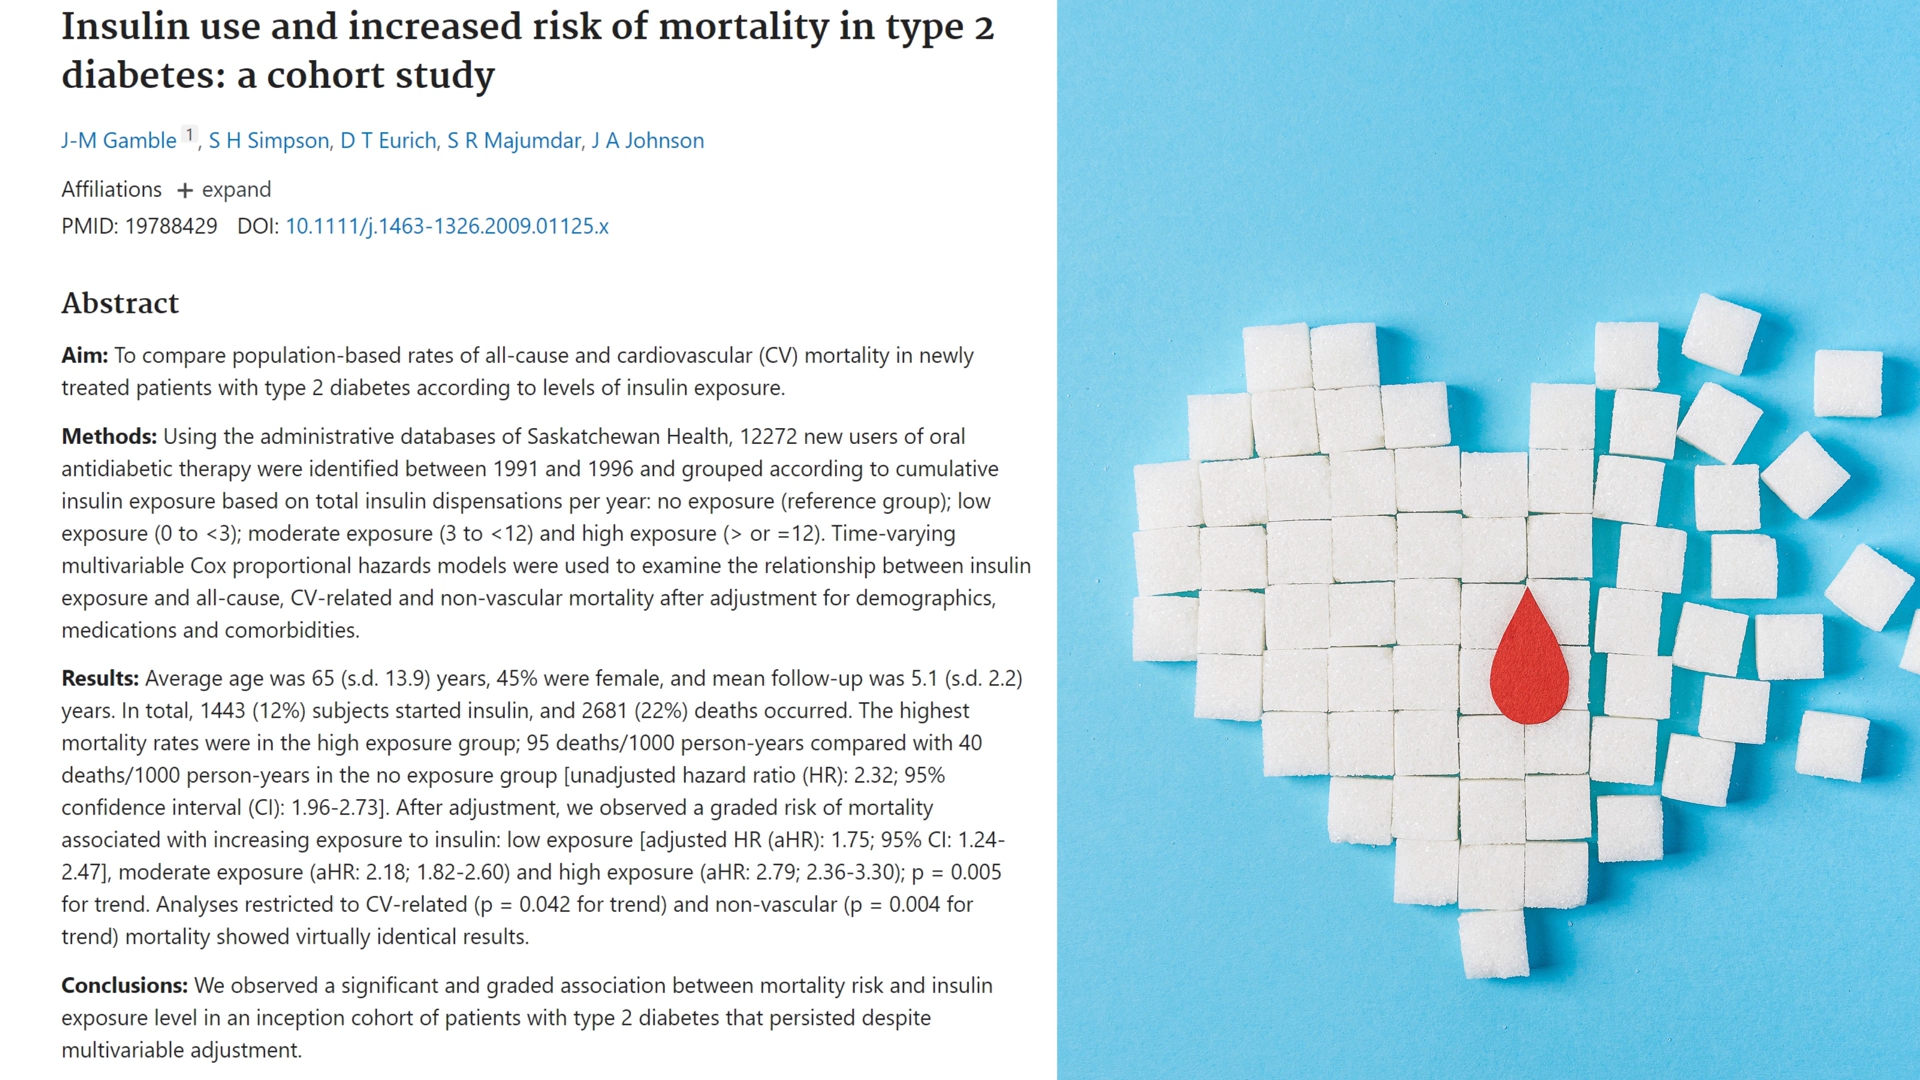 Insulin use and increased risk of mortality in type 2
diabetes: a cohort study
J-M Gamble 1, S H Simpson, D T Eurich, S R Majumdar, J A Johnson
Affiliations + expand
PMID: 19788429 DOI: 10.1111/j.1463-1326.2009.01125.x
Abstract
Aim: To compare population-based rates of all-cause and cardiovascular (CV) mortality in newly
treated patients with type 2 diabetes according to levels of insulin exposure.
Methods: Using the administrative databases of Saskatchewan Health, 12272 new users of oral
antidiabetic therapy were identified between 1991 and 1996 and grouped according to cumulative
insulin exposure based on total insulin dispensations per year: no exposure (reference group); low
exposure (0 to <3); moderate exposure (3 to <12) and high exposure (> or =12). Time-varying
multivariable Cox proportional hazards models were used to examine the relationship between insulin
exposure and all-cause, CV-related and non-vascular mortality after adjustment for demographics,
medications and comorbidities.
Results: Average age was 65 (s.d. 13.9) years, 45% were female, and mean follow-up was 5.1 (s.d. 2.2)
years. In total, 1443 (12%) subjects started insulin, and 2681 (22%) deaths occurred. The highest
mortality rates were in the high exposure group; 95 deaths/1000 person-years compared with 40
deaths/1000 person-years in the no exposure group [unadjusted hazard ratio (HR): 2.32; 95%
confidence interval (CI): 1.96-2.73]. After adjustment, we observed a graded risk of mortality
associated with increasing exposure to insulin: low exposure [adjusted HR (aHR): 1.75; 95% CI: 1.24-
2.47], moderate exposure (aHR: 2.18; 1.82-2.60) and high exposure (aHR: 2.79; 2.36-3.30); p = 0.005
for trend. Analyses restricted to CV-related (p = 0.042 for trend) and non-vascular (p = 0.004 for
trend) mortality showed virtually identical results.
Conclusions: We observed a significant and graded association between mortality risk and insulin
exposure level in an inception cohort of patients with type 2 diabetes that persisted despite
multivariable adjustment.